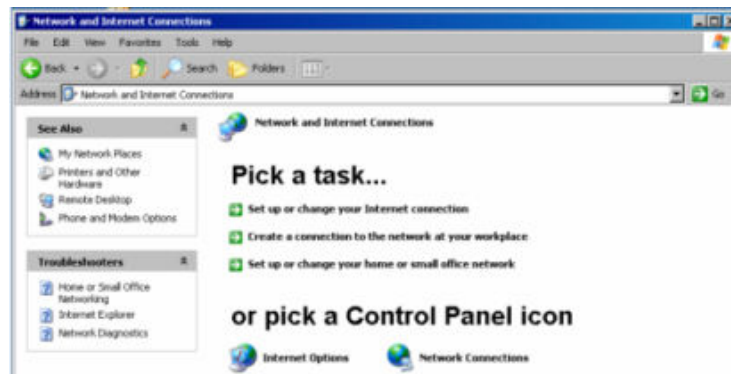 Network and Internet Connections
File Edit View Favorites Tools Help
Back Search Folders
Address Network and Internet Connections Go
See Also
My Network Places
Printers and Other
Hardware
Remote Desktop
Phone and Modem Options
Troubleshooters
Home or Small Office
Networking
Internet Explorer
Network Diagnostics
Network and Internet Connections
Pick a task...
Set up or change your Internet connection
Create a connection to the network at your workplace
Set up or change your home or small office network
or pick a Control Panel icon
Internet Options Network Connections